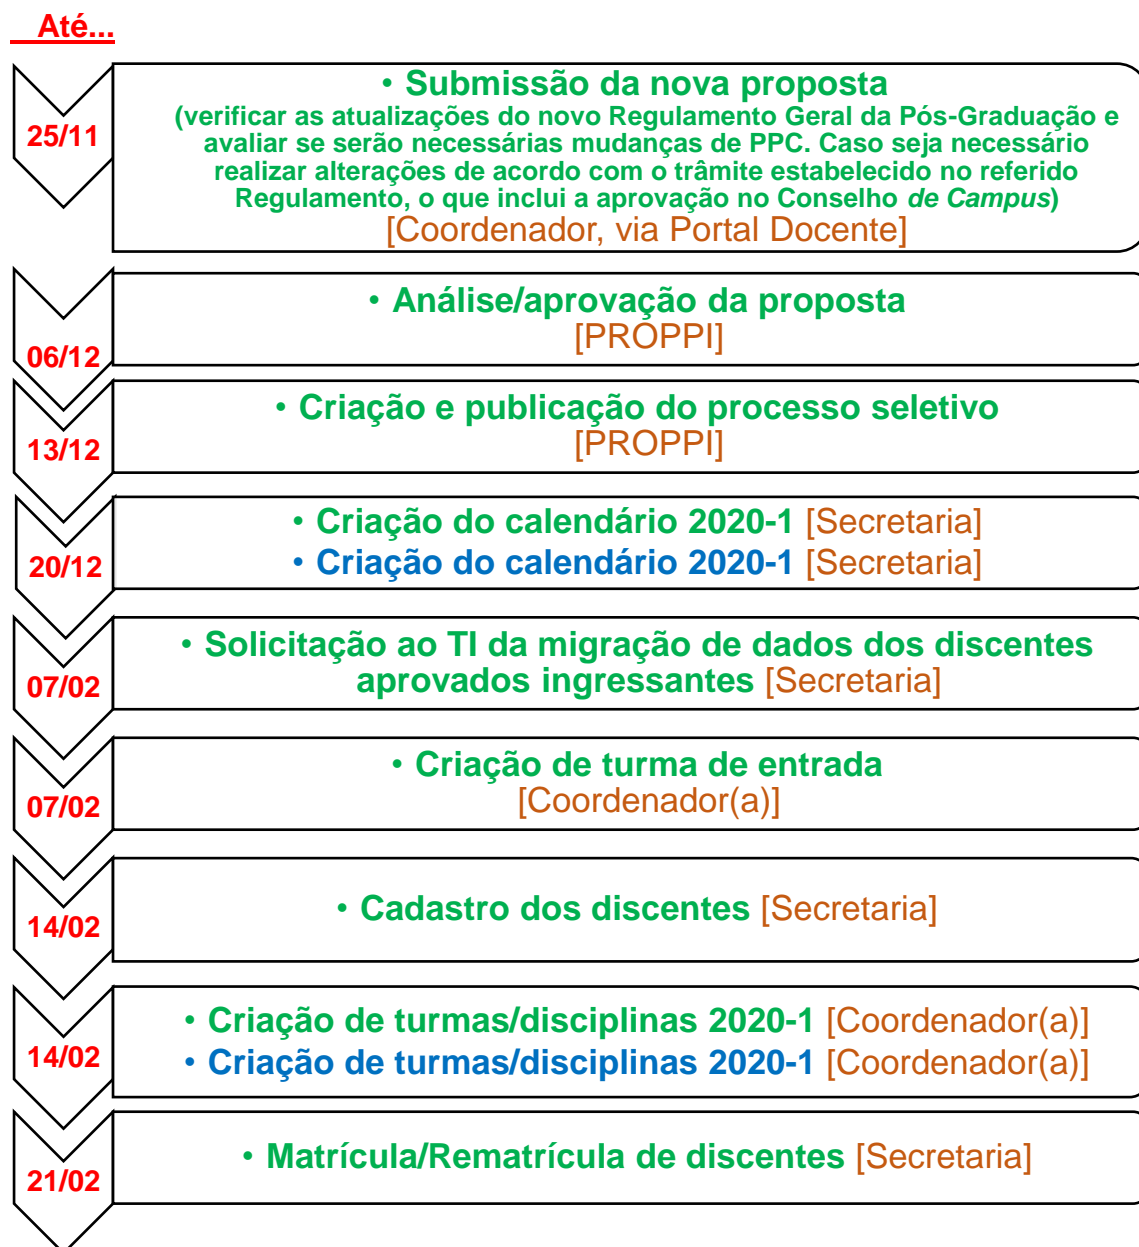 Até...
25/11
• Submissão da nova proposta
(verificar as atualizações do novo Regulamento Geral da Pós-Graduação e
avaliar se serão necessárias mudanças de PPC. Caso seja necessário
realizar alterações de acordo com o trâmite estabelecido no referido
Regulamento, o que inclui a aprovação no Conselho de Campus)
[Coordenador, via Portal Docente]
06/12
• Análise/aprovação da proposta
[PROPPI]
13/12
• Criação e publicação do processo seletivo
[PROPPI]
20/12
• Criação do calendário 2020-1 [Secretaria]
• Criação do calendário 2020-1 [Secretaria]
07/02
• Solicitação ao TI da migração de dados dos discentes
aprovados ingressantes [Secretaria]
07/02
• Criação de turma de entrada
[Coordenador(a)]
14/02
• Cadastro dos discentes [Secretaria]
14/02
• Criação de turmas/disciplinas 2020-1 [Coordenador(a)]
• Criação de turmas/disciplinas 2020-1 [Coordenador(a)]
21/02
• Matrícula/Rematrícula de discentes [Secretaria]